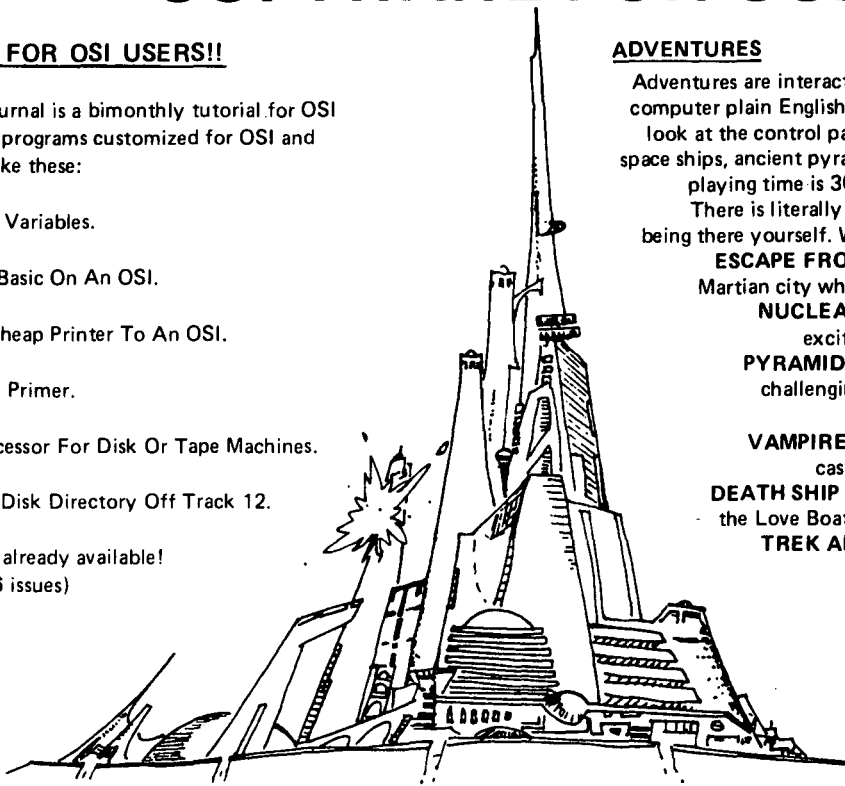 FOR OSI USERS!!
urnal is a bimonthly tutorial for OSI
programs customized for OSI and
ke these:
Variables.
Basic On An OSI.
heap Printer To An OSI.
Primer.
cessor For Disk Or Tape Machines.
Disk Directory Off Track 12.
already available!
issues)
ADVENTURES
Adventures are interact
computer plain English
look at the control pa
space ships, ancient pyra
playing time is 30
There is literally
being there yourself. W
ESCAPE FRO
Martian city wh
NUCLEA
excit
PYRAMID
challengin
VAMPIRE
cas
DEATH SHIP
the Love Boat
TREK A